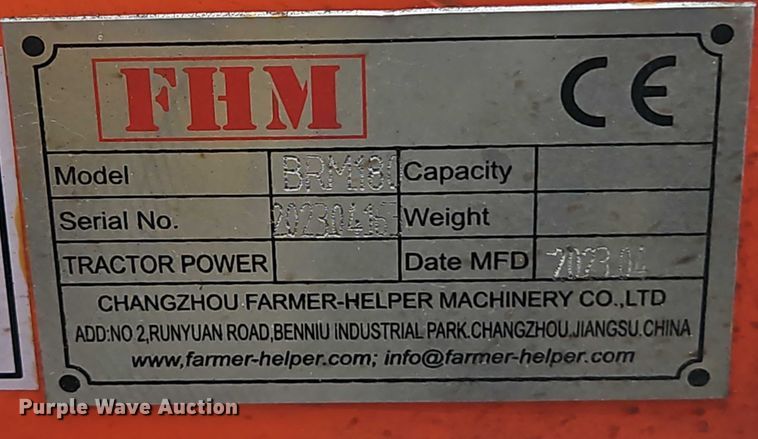 FHM CE
Model BRM180 Capacity
Serial No. Weight
TRACTOR POWER Date MFD 2023.04
CHANGZHOU FARMER-HELPER MACHINERY CO.,LTD
ADD:NO 2,RUNYUAN ROAD,BENNIU INDUSTRIAL PARK.CHANGZHOU.JIANGSU.CHINA
www,farmer-helper.com; info@farmer-helper.com
Purple Wave Auction